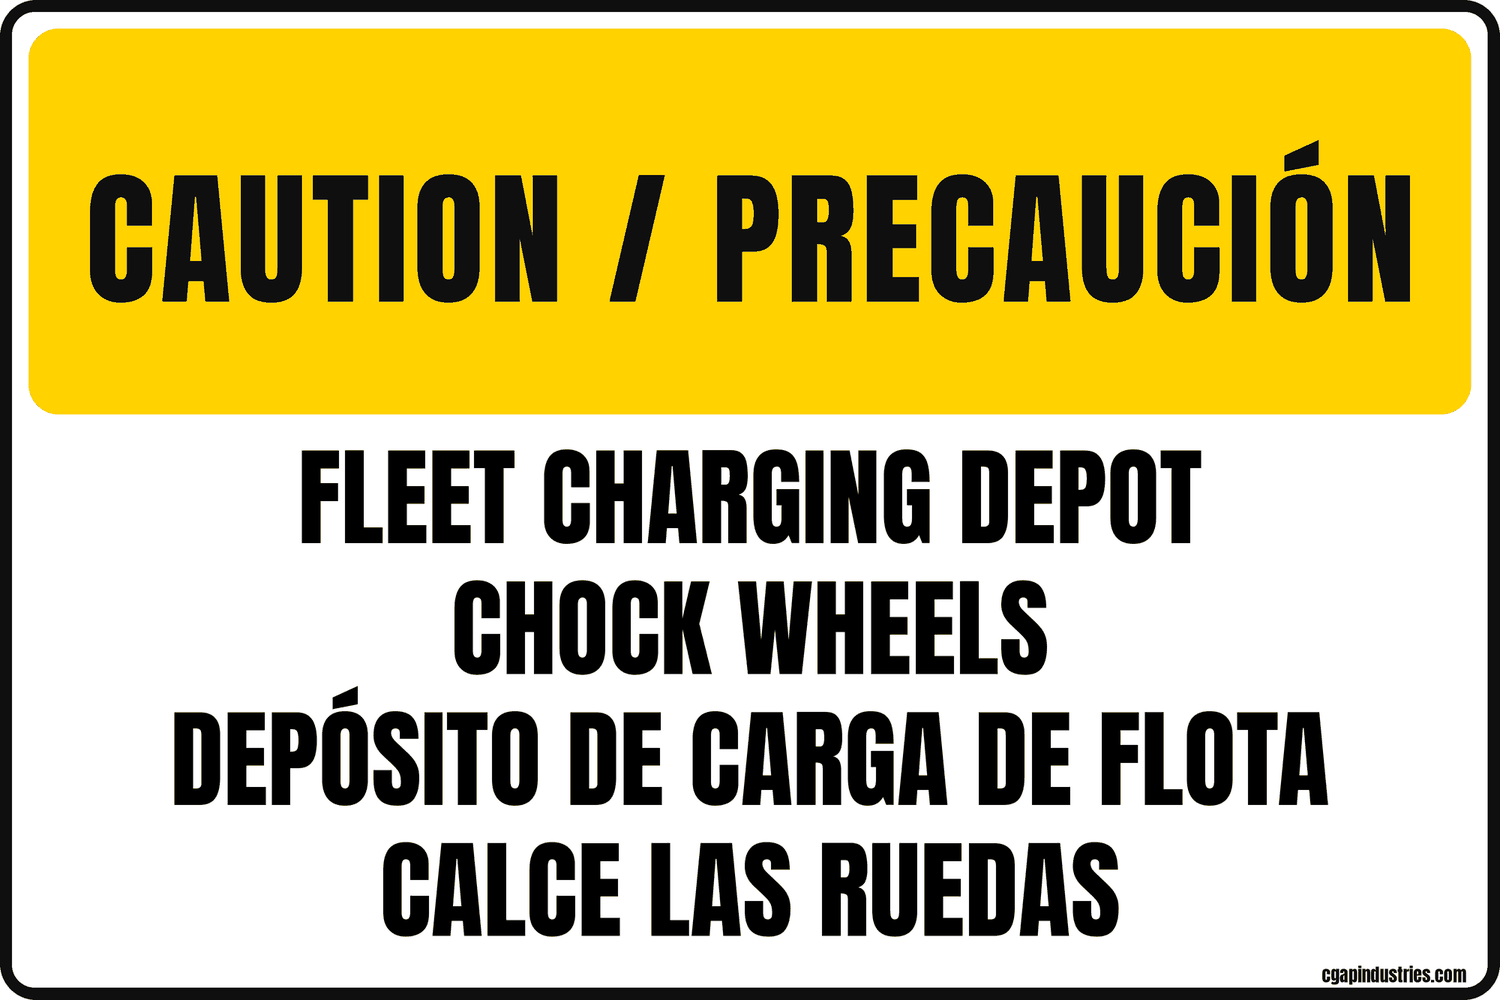 CAUTION / PRECAUCIÓN
FLEET CHARGING DEPOT
CHOCK WHEELS
DEPÓSITO DE CARGA DE FLOTA
CALCE LAS RUEDAS
cgapindustries.com